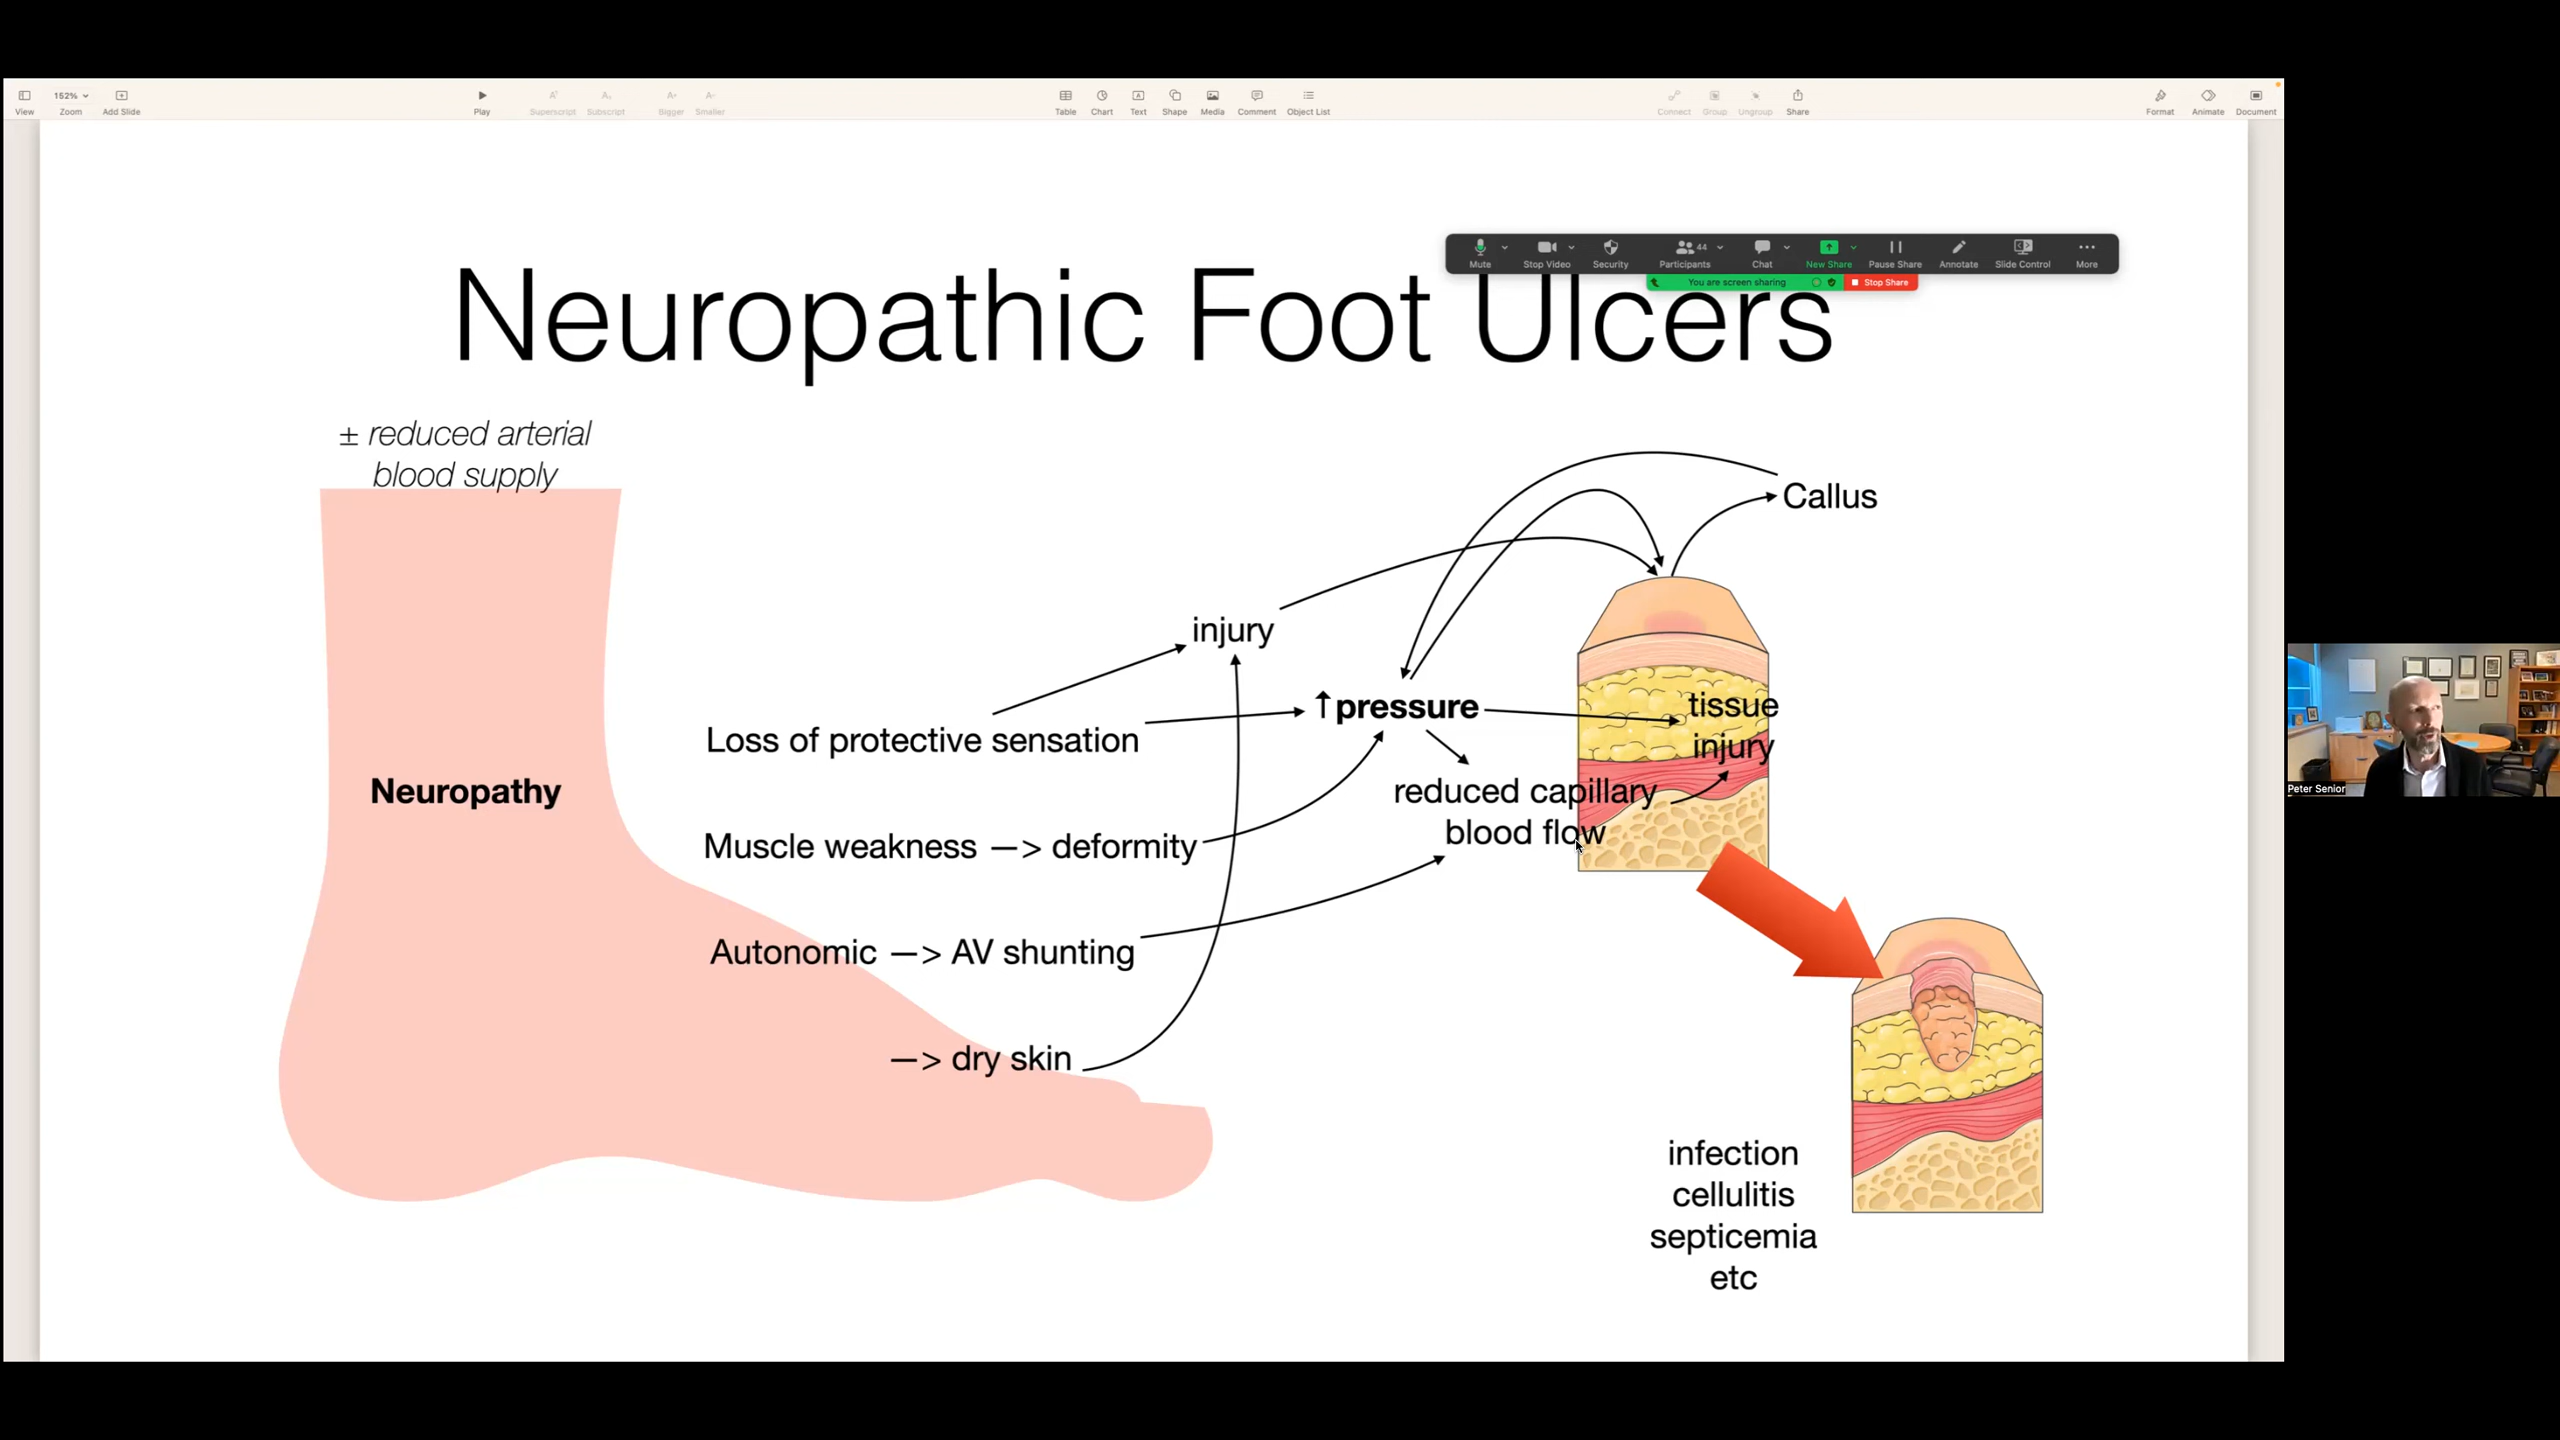 152%
View
Zoom
Add Slide
Play
Superscript
Subscript
Bigger
Smaller
Table
Chart
Text
Shape
Media
Comment
Object List
Connect
Group
Ungroup
Share
Format
Animate
Document
44
Mute
Stop Video
Security
Participants
Chat
New Share
Pause Share
Annotate
Slide Control
More
You are screen sharing
Stop Share
Neuropathic Foot Ulcers
± reduced arterial
blood supply
Callus
injury
↑pressure
tissue
injury
Loss of protective sensation
Neuropathy
reduced capillary
blood flow
Muscle weakness —> deformity
Autonomic —> AV shunting
—> dry skin
infection
cellulitis
septicemia
etc
Peter Senior